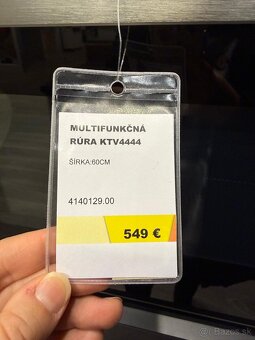 MULTIFUNKČNÁ
RÚRA KTV4444
ŠÍRKA:60CM
4140129.00
549 €
Bazos.sk